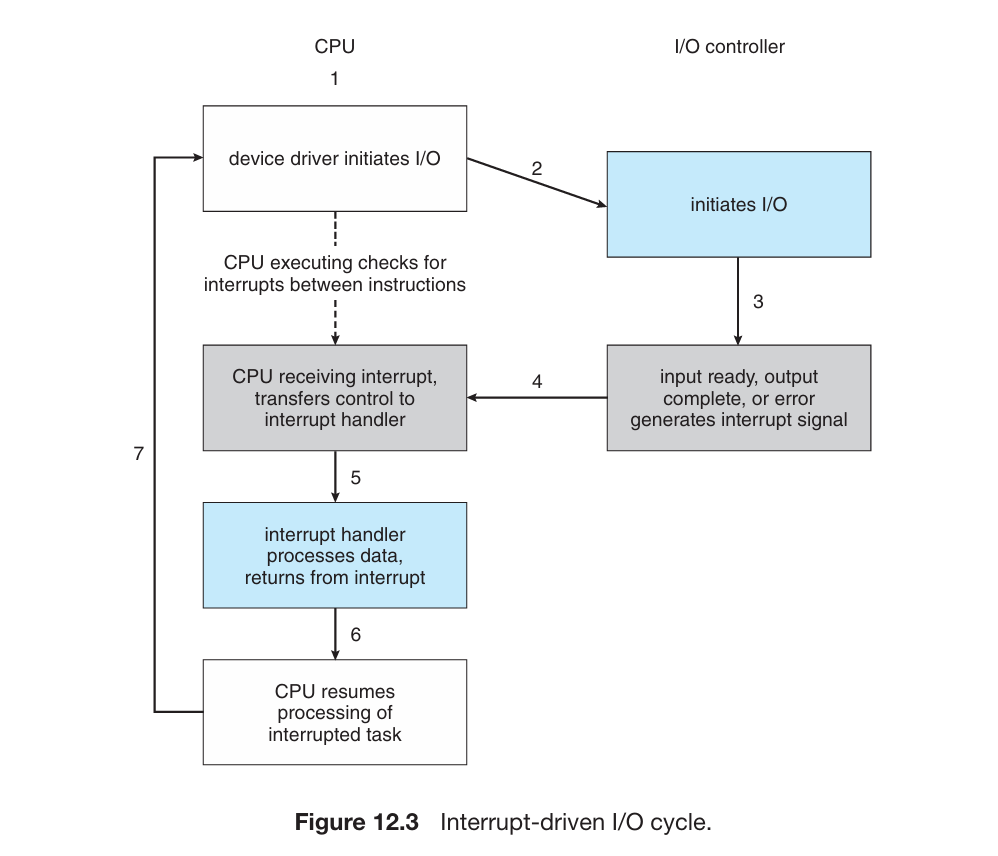 CPU
I/O controller
1
device driver initiates I/O
2
initiates I/O
CPU executing checks for
interrupts between instructions
3
CPU receiving interrupt,
transfers control to
interrupt handler
4
input ready, output
complete, or error
generates interrupt signal
7
5
interrupt handler
processes data,
returns from interrupt
6
CPU resumes
processing of
interrupted task
Figure 12.3 Interrupt-driven I/O cycle.